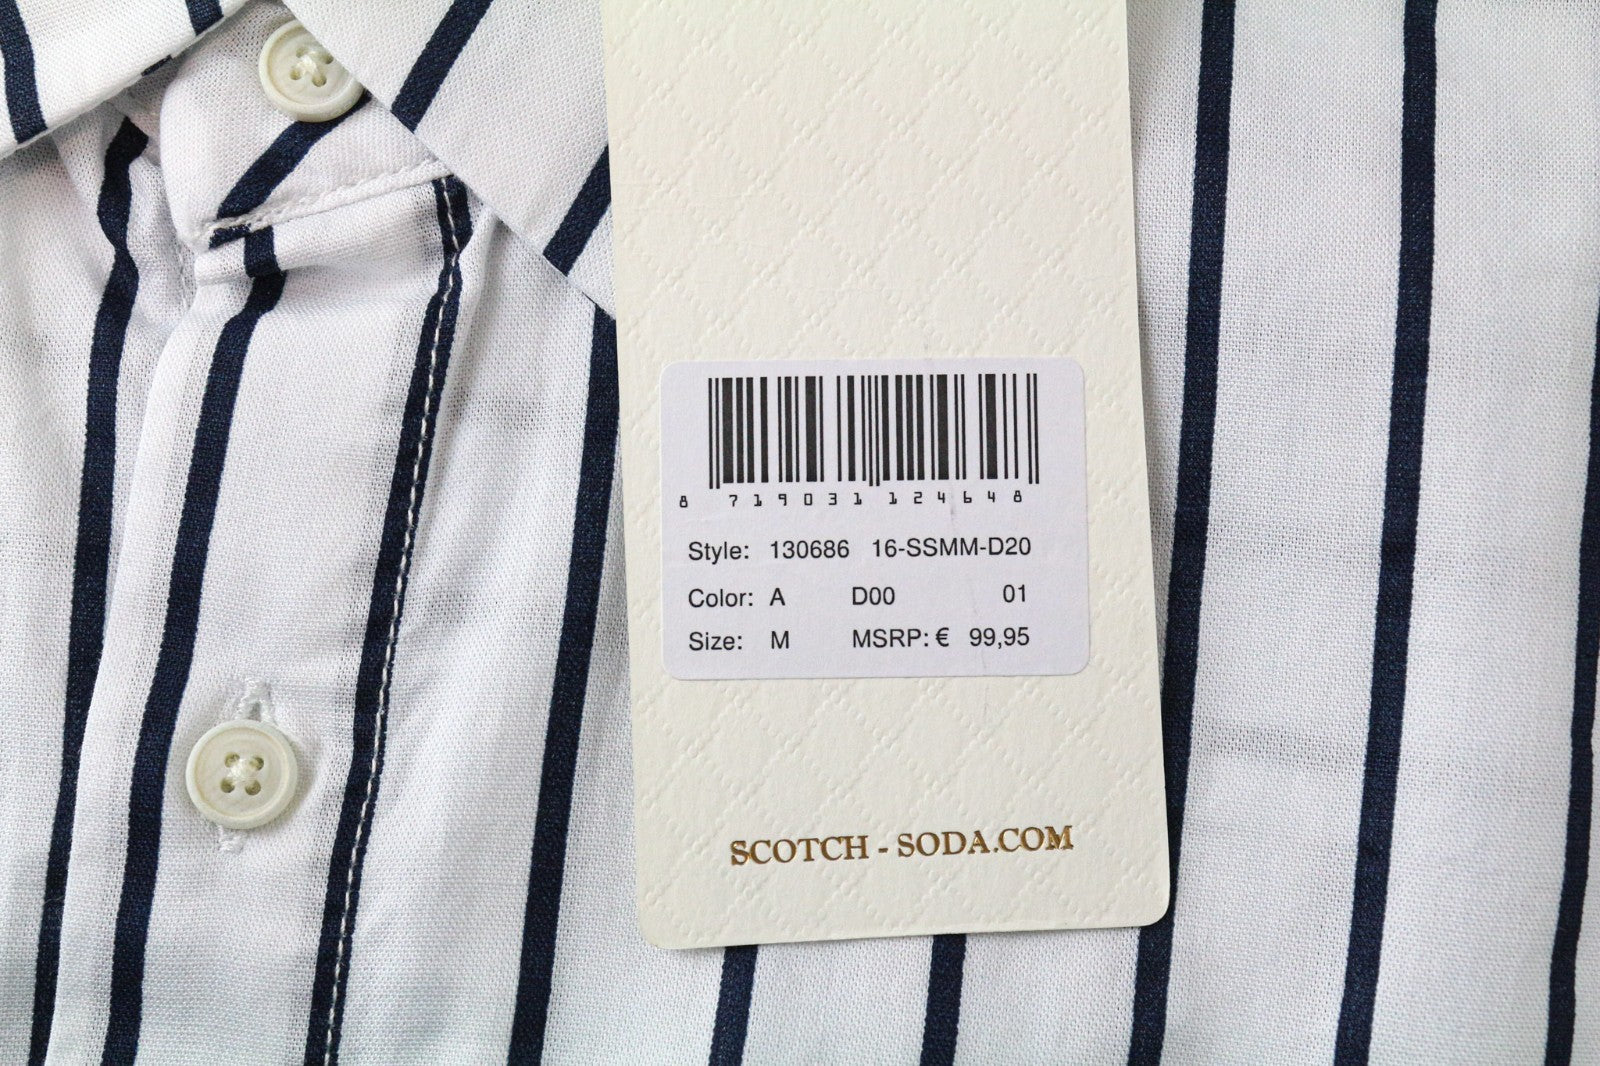 8 719031 124648
Style: 130686 16-SSMM-D20
Color: A D00 01
Size: M MSRP: € 99,95
SCOTCH - SODA.COM